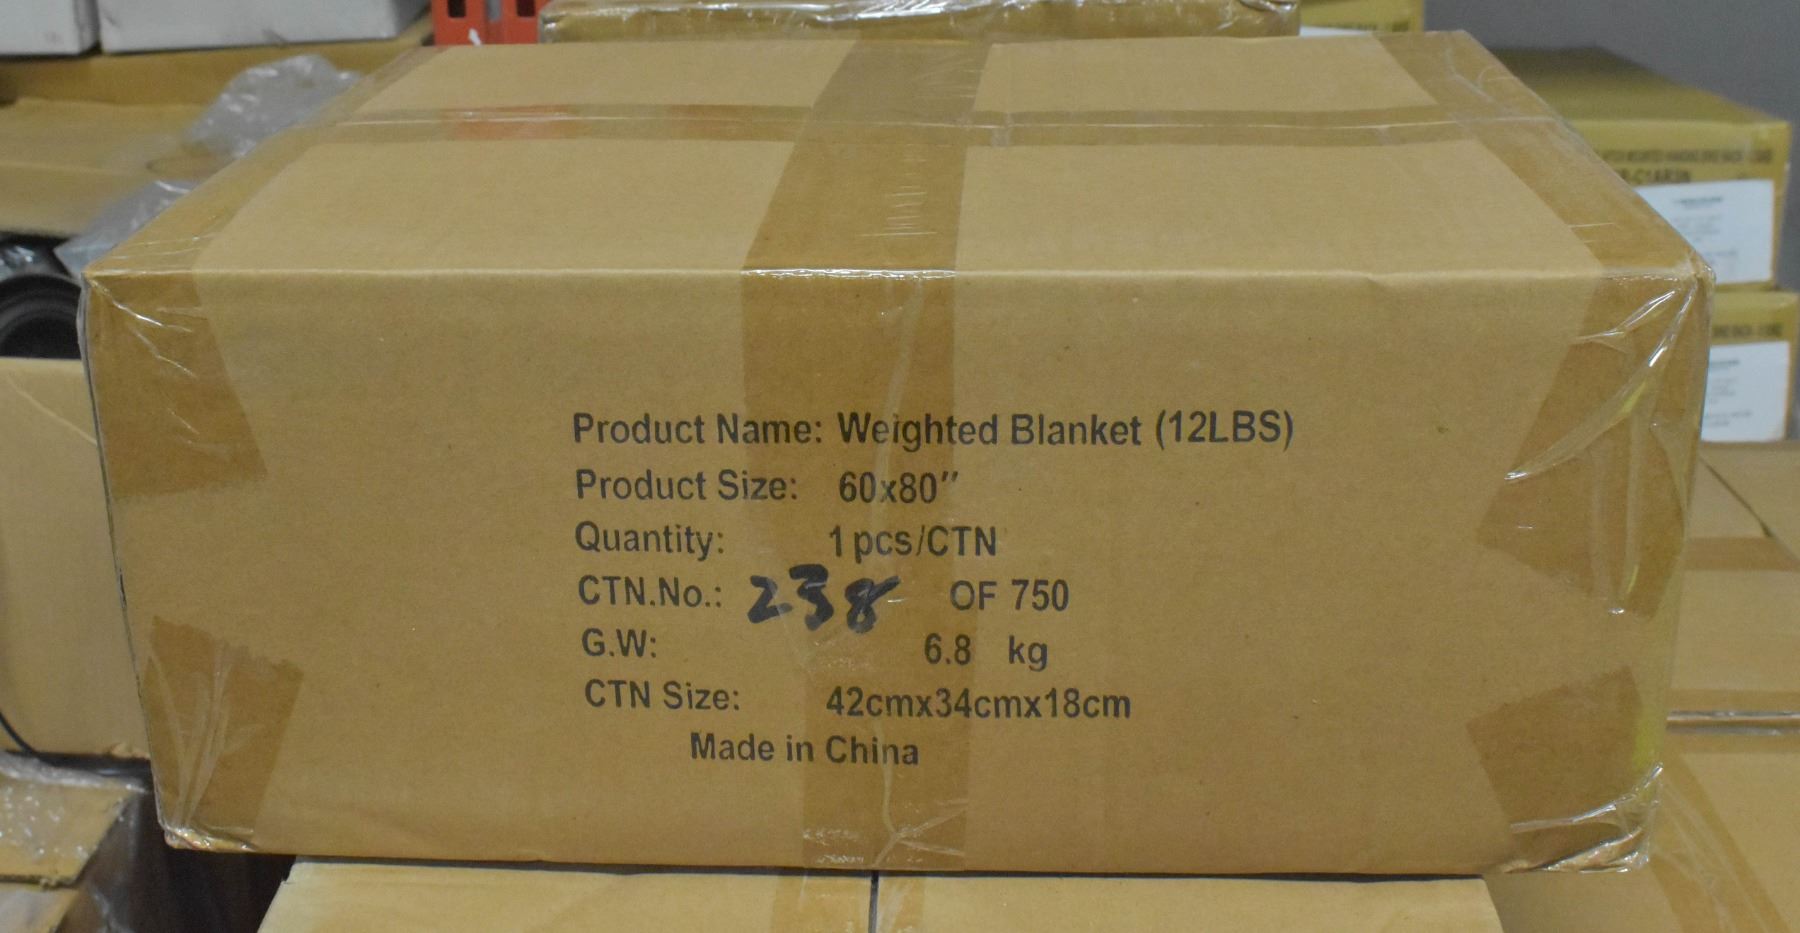 Product Name: Weighted Blanket (12LBS)
Product Size: 60x80"
Quantity: 1pcs/CTN
CTN.No.: 238 OF 750
G.W: 6.8 kg
CTN Size: 42cmx34cmx18cm
Made in China